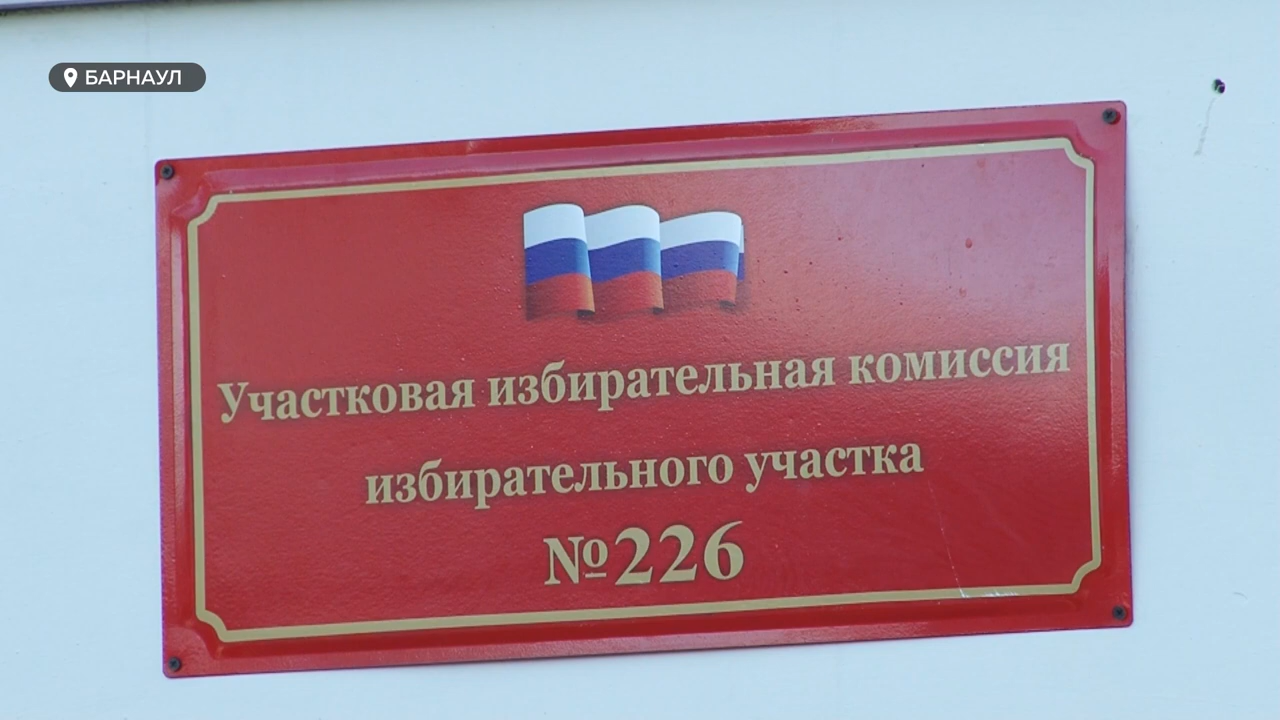 БАРНАУЛ
Участковая избирательная комиссия
избирательного участка
№226